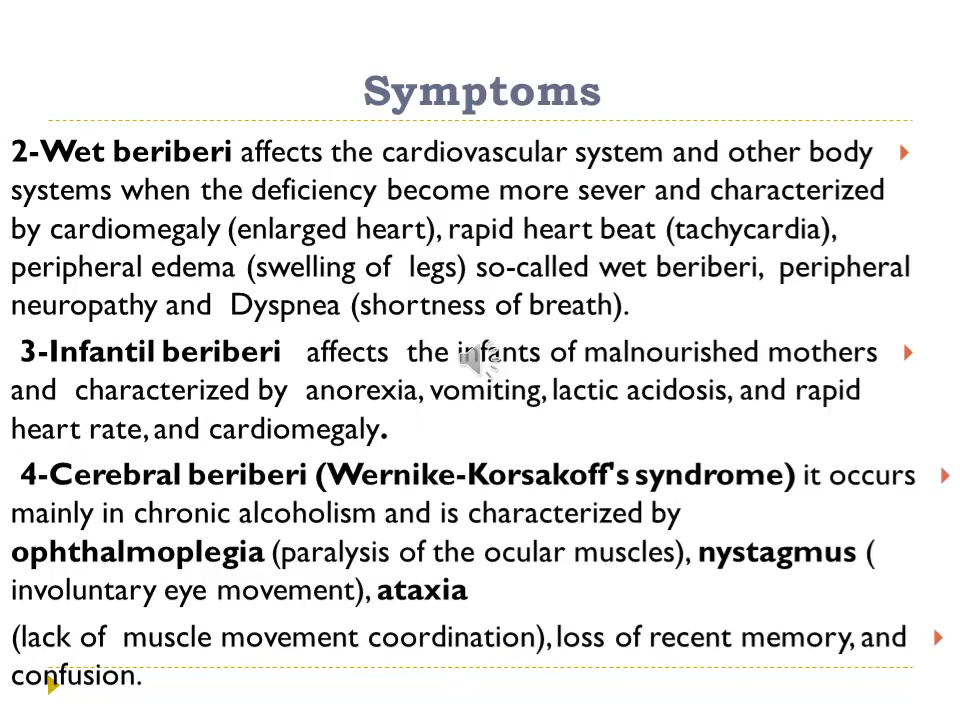 Symptoms
2-Wet beriberi affects the cardiovascular system and other body
systems when the deficiency become more sever and characterized
by cardiomegaly (enlarged heart), rapid heart beat (tachycardia),
peripheral edema (swelling of legs) so-called wet beriberi, peripheral
neuropathy and Dyspnea (shortness of breath).
3-Infantil beriberi affects the infants of malnourished mothers
and characterized by anorexia, vomiting, lactic acidosis, and rapid
heart rate, and cardiomegaly.
4-Cerebral beriberi (Wernike-Korsakoff's syndrome) it occurs
mainly in chronic alcoholism and is characterized by
ophthalmoplegia (paralysis of the ocular muscles), nystagmus (
involuntary eye movement), ataxia
(lack of muscle movement coordination), loss of recent memory, and
confusion.